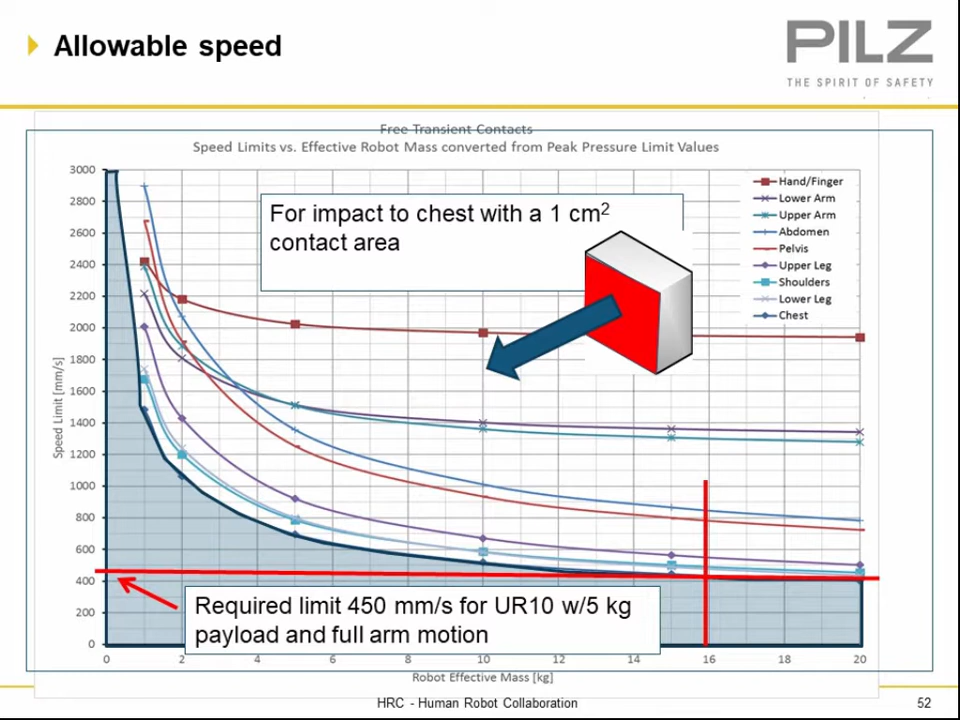 Allowable speed
PILZ
THE SPIRIT OF SAFETY
Free Transient Contacts
Speed Limits vs. Effective Robot Mass converted from Peak Pressure Limit Values
3000
2800
2600
2400
2200
2000
1800
1600
1400
1200
1000
800
600
400
200
0
Speed Limit [mm/s]
For impact to chest with a 1 cm2
contact area
Hand/Finger
Lower Arm
Upper Arm
Abdomen
Pelvis
Upper Leg
Shoulders
Lower Leg
Chest
Required limit 450 mm/s for UR10 w/5 kg
payload and full arm motion
0 2 4 6 8 10 12 14 16 18 20
Robot Effective Mass [kg]
HRC - Human Robot Collaboration
52